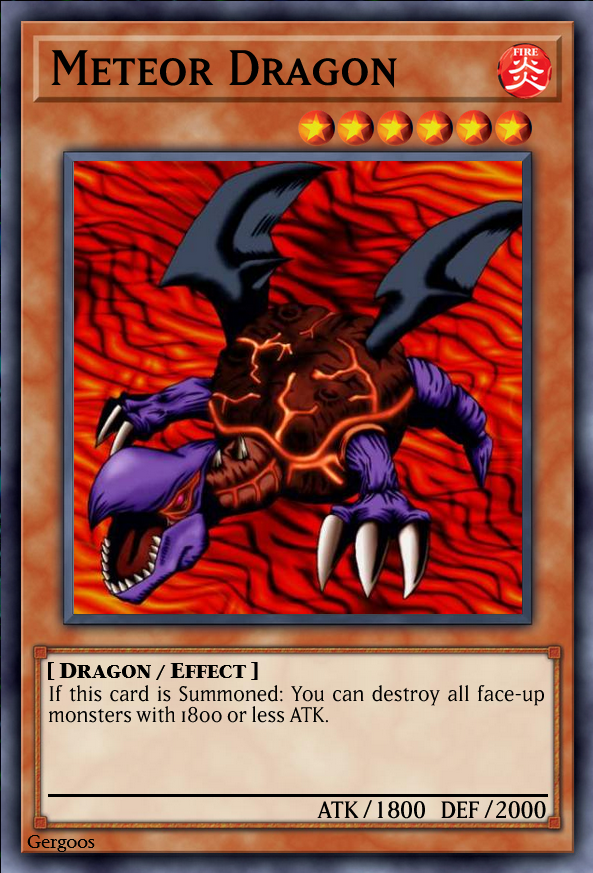 Meteor Dragon
FIRE
炎
[ Dragon / Effect ]
If this card is Summoned: You can destroy all face-up
monsters with 1800 or less ATK.
ATK/1800 DEF/2000
Gergoos